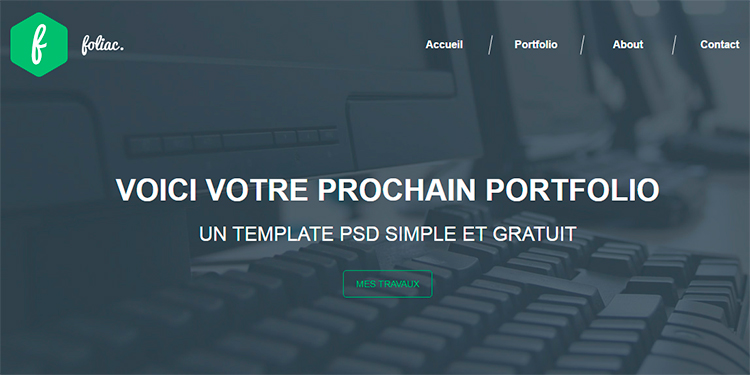 f
foliac.
Accueil
Portfolio
About
Contact
VOICI VOTRE PROCHAIN PORTFOLIO
UN TEMPLATE PSD SIMPLE ET GRATUIT
MES TRAVAUX